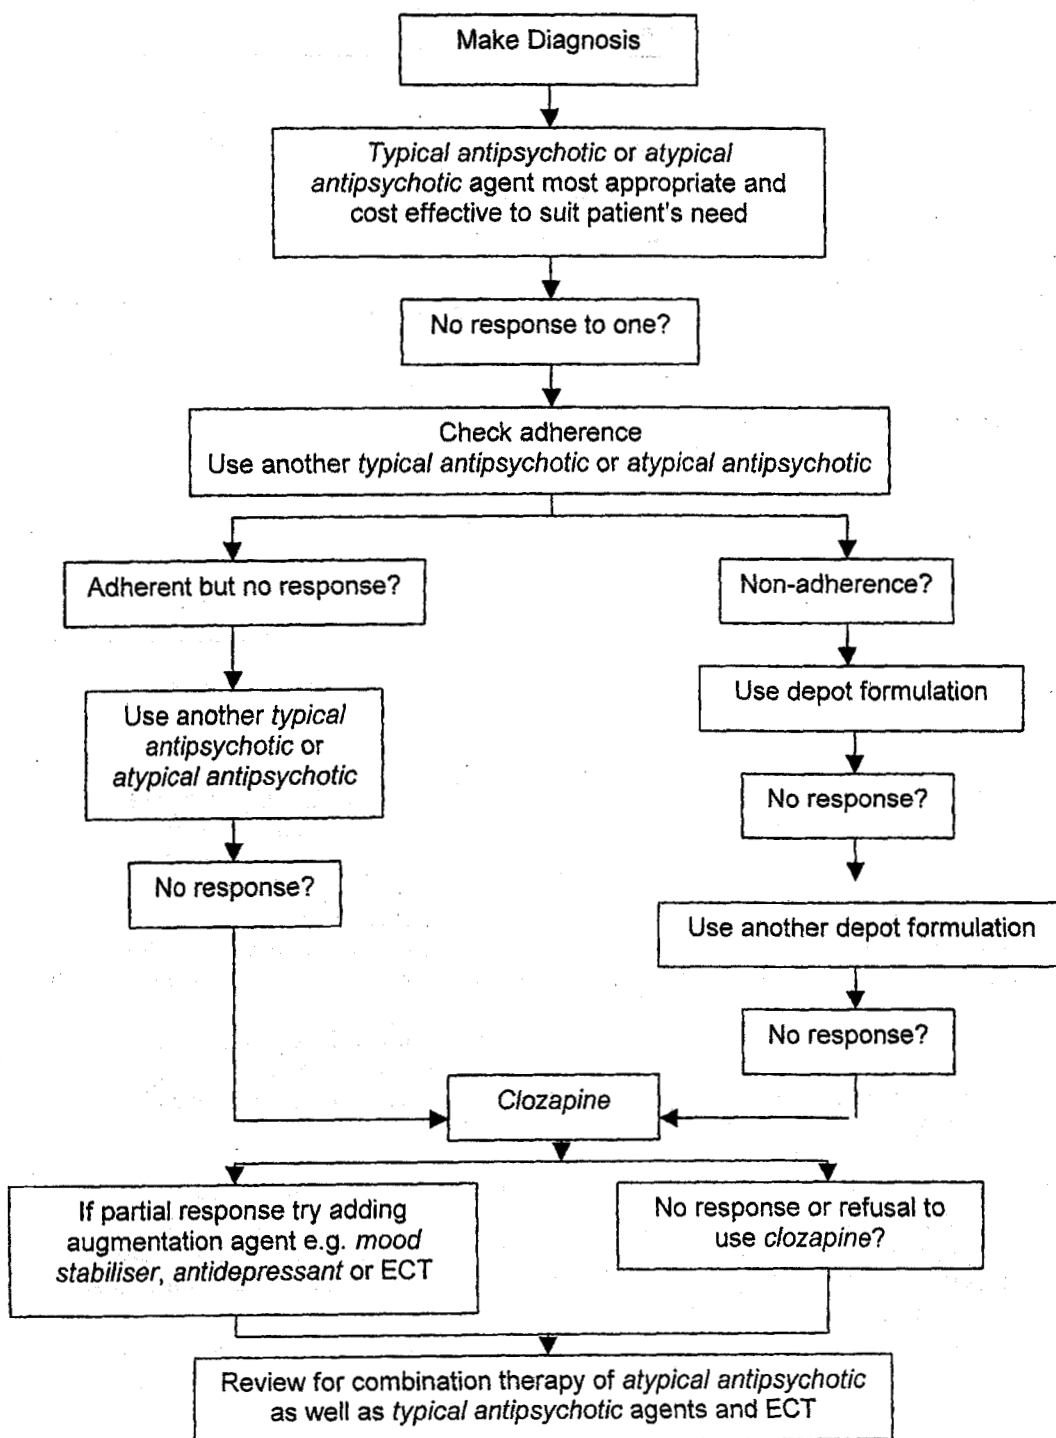 Make Diagnosis
Typical antipsychotic or atypical
antipsychotic agent most appropriate and
cost effective to suit patient's need
No response to one?
Check adherence
Use another typical antipsychotic or atypical antipsychotic
Adherent but no response?
Non-adherence?
Use another typical
antipsychotic or
atypical antipsychotic
Use depot formulation
No response?
No response?
Use another depot formulation
No response?
Clozapine
If partial response try adding
augmentation agent e.g. mood
stabiliser, antidepressant or ECT
No response or refusal to
use clozapine?
Review for combination therapy of atypical antipsychotic
as well as typical antipsychotic agents and ECT